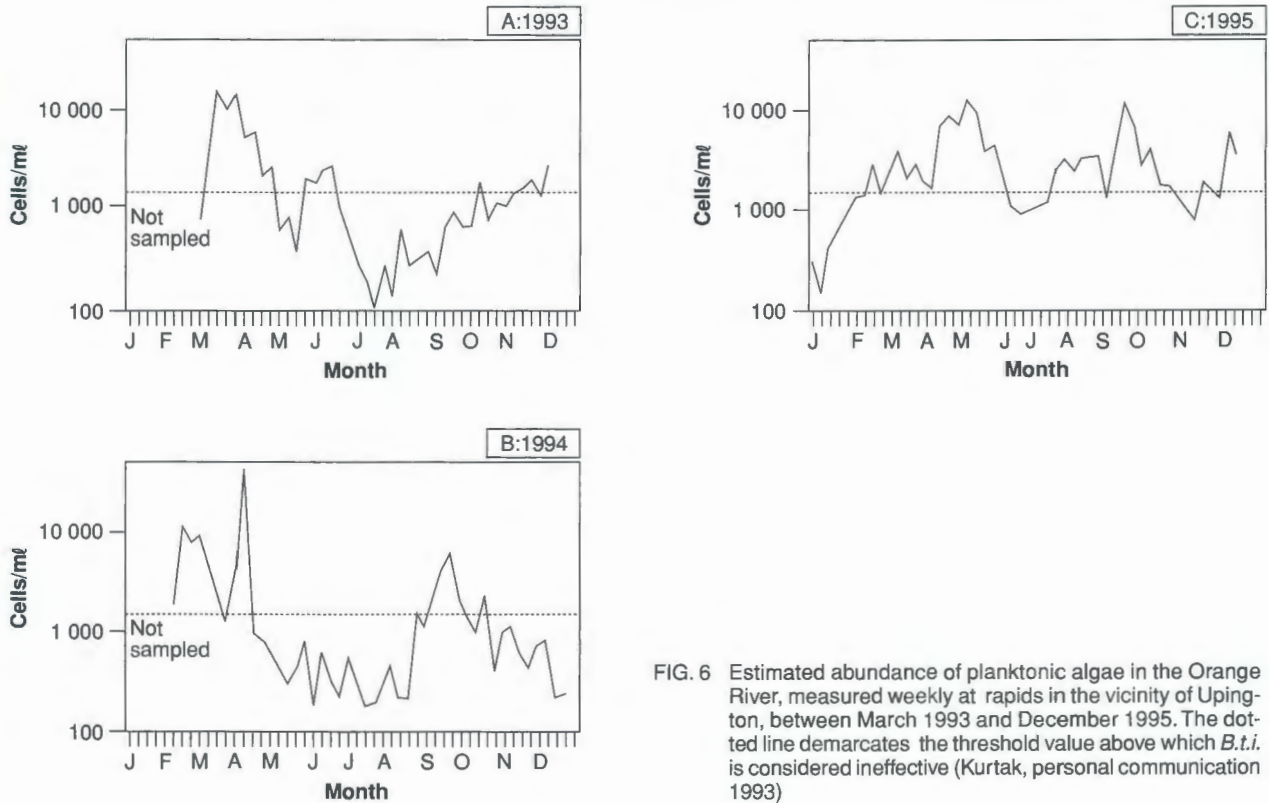 A:1993
10 000
1 000
100
Cells/mℓ
Not
sampled
J F M A M J J A S O N D
Month
C:1995
10 000
1 000
100
Cells/mℓ
J F M A M J J A S O N D
Month
B:1994
10 000
1 000
100
Cells/mℓ
Not
sampled
J F M A M J J A S O N D
Month
FIG. 6 Estimated abundance of planktonic algae in the Orange
River, measured weekly at rapids in the vicinity of Uping-
ton, between March 1993 and December 1995. The dot-
ted line demarcates the threshold value above which B.t.i.
is considered ineffective (Kurtak, personal communication
1993)